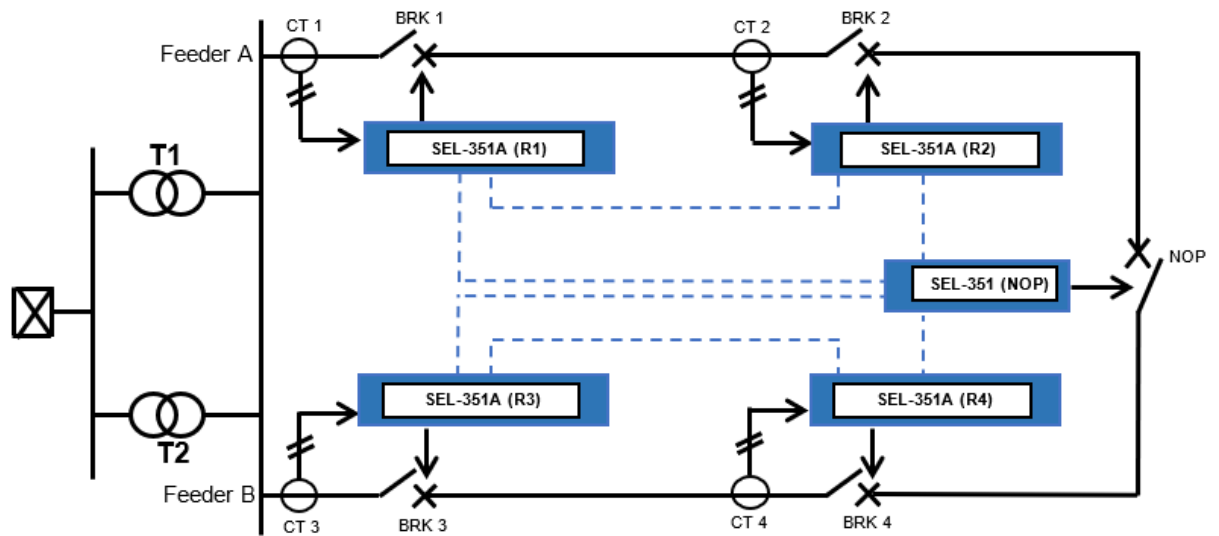 CT 1
BRK 1
CT 2
BRK 2
Feeder A
SEL-351A (R1)
SEL-351A (R2)
T1
NOP
SEL-351 (NOP)
SEL-351A (R3)
SEL-351A (R4)
T2
Feeder B
CT 3
BRK 3
CT 4
BRK 4